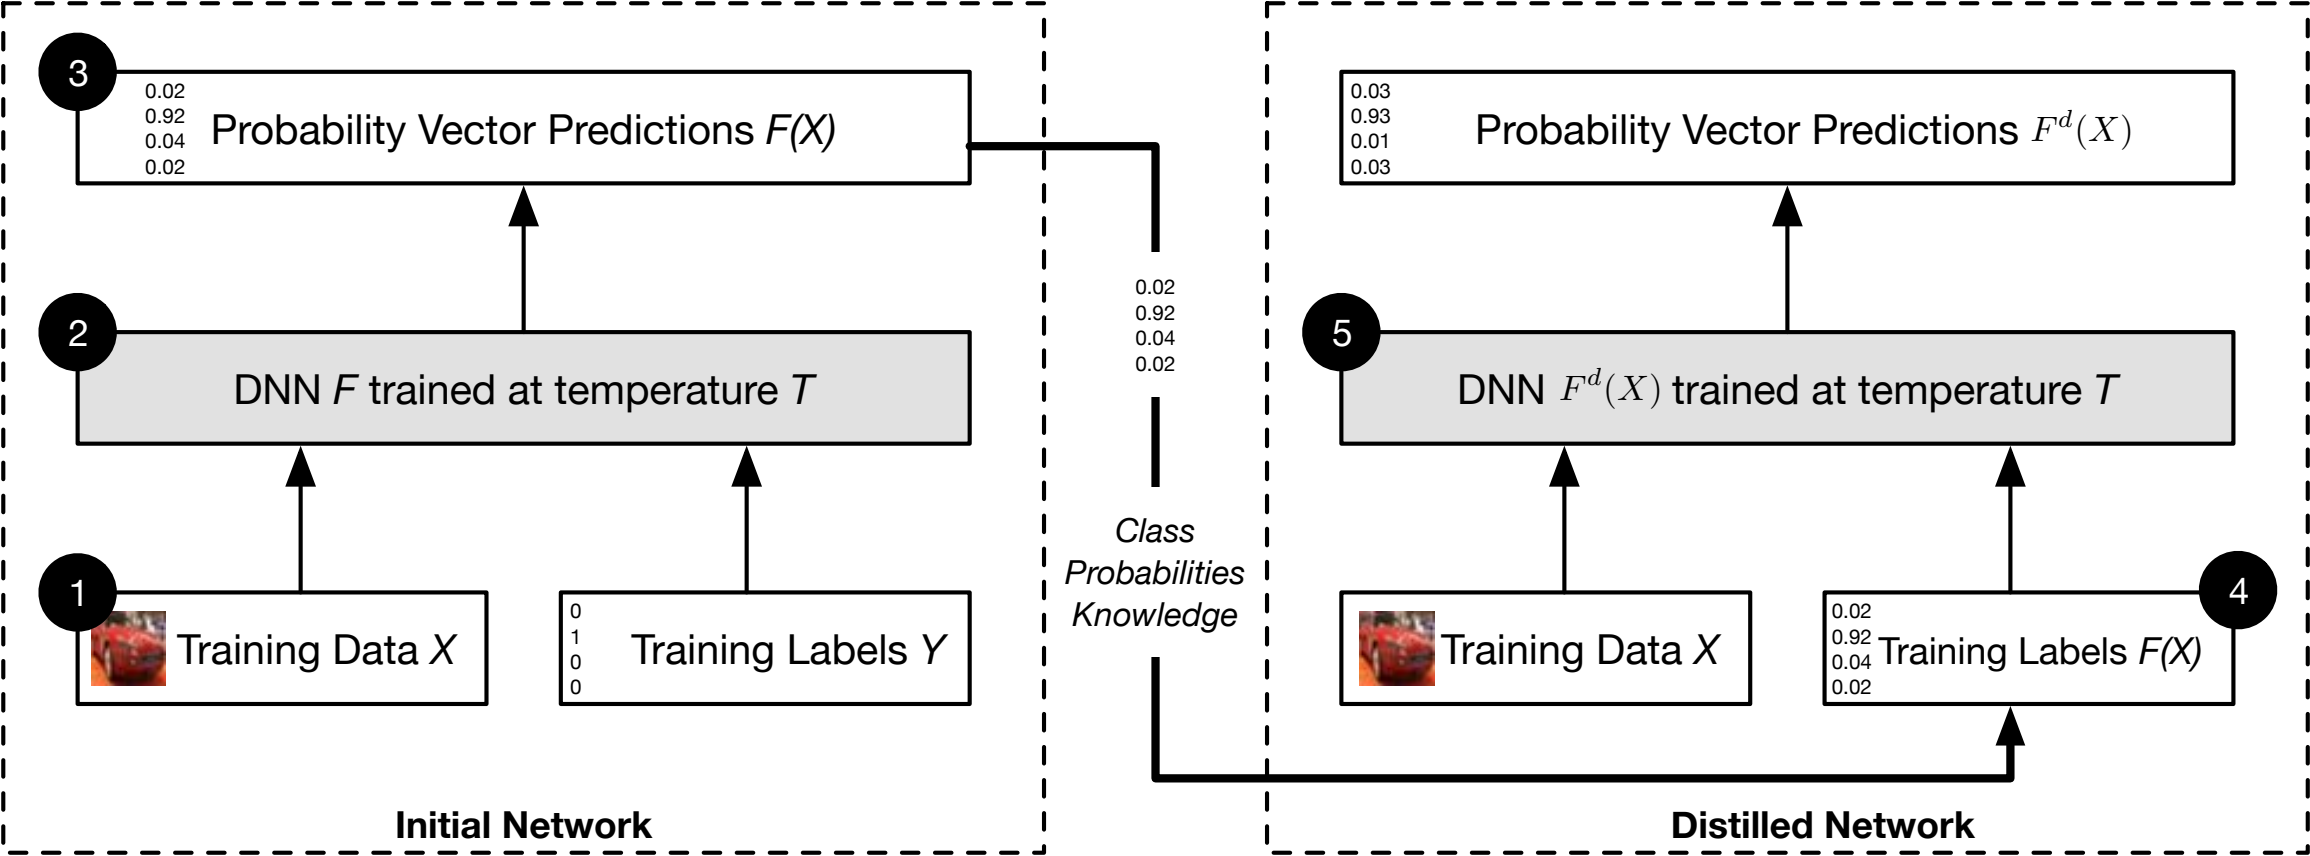 3
0.02
0.92
0.04
0.02
Probability Vector Predictions F(X)
2
DNN F trained at temperature T
1
Training Data X
0
1
0
0
Training Labels Y
Initial Network
0.02
0.92
0.04
0.02
Class
Probabilities
Knowledge
0.03
0.93
0.01
0.03
Probability Vector Predictions F^d(X)
5
DNN F^d(X) trained at temperature T
Training Data X
4
0.02
0.92
0.04
0.02
Training Labels F(X)
Distilled Network